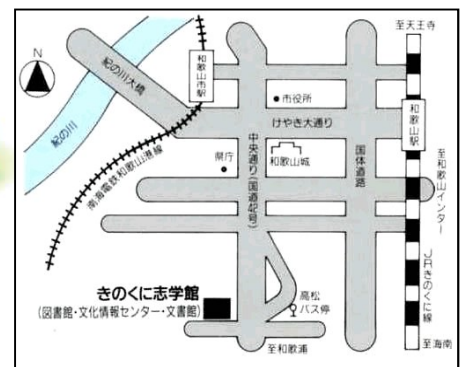 至天王寺
N
紀の川大橋
和歌山市駅
市役所
けやき大通り
和歌山駅
紀の川
南海電鉄和歌山港線
県庁
和歌山城
中央通り(国道42号)
国体道路
至和歌山インター
JRきのくに線
きのくに志学館
(図書館・文化情報センター・文書館)
高松
バス停
至和歌浦
至海南